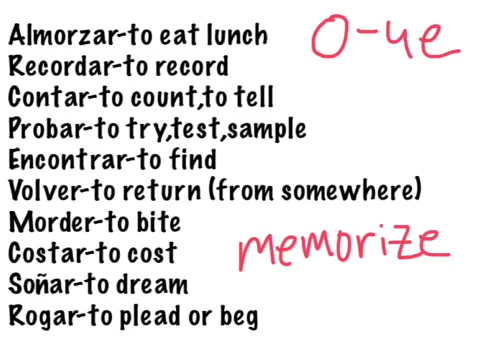 Almorzar-to eat lunch
O-ue
Recordar-to record
Contar-to count,to tell
Probar-to try,test,sample
Encontrar-to find
Volver-to return (from somewhere)
Morder-to bite
Costar-to cost
memorize
Soñar-to dream
Rogar-to plead or beg